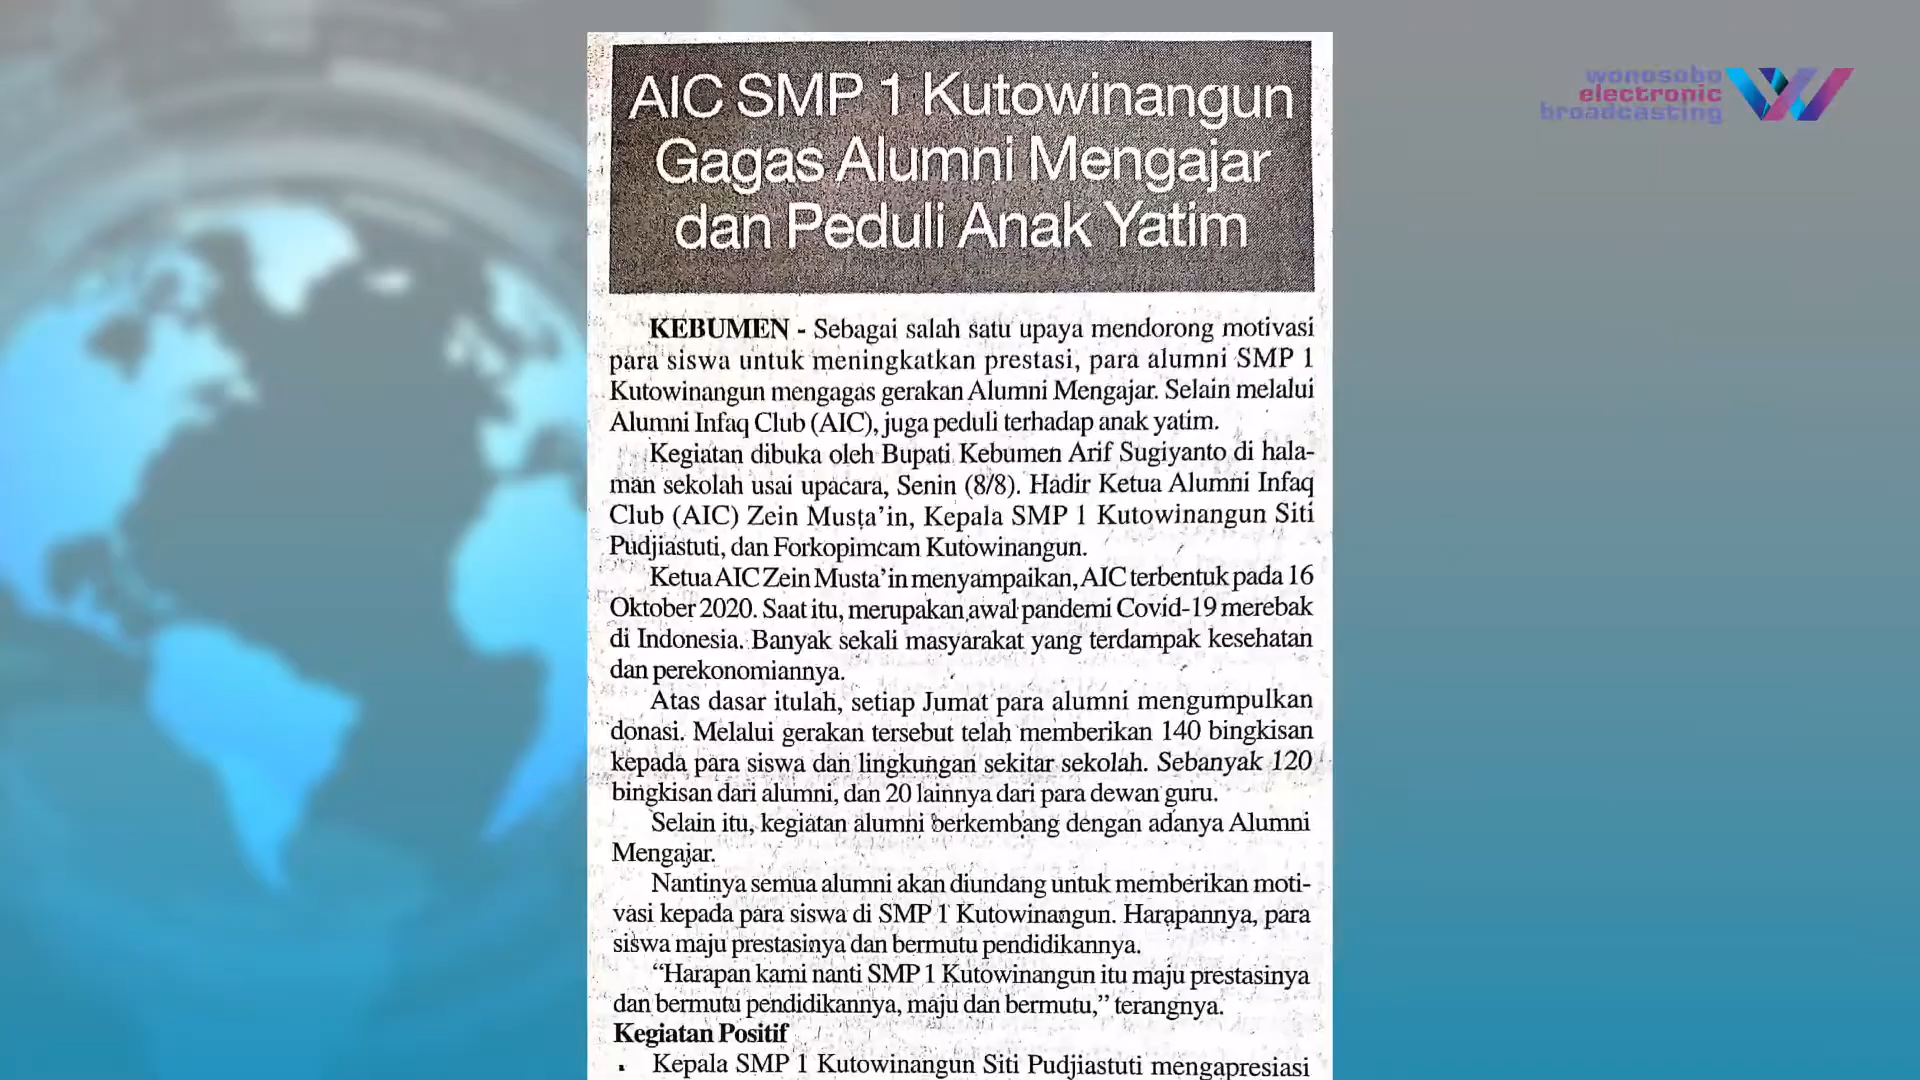 AIC SMP 1 Kutowinangun
Gagas Alumni Mengajar
dan Peduli Anak Yatim
KEBUMEN - Sebagai salah satu upaya mendorong motivasi
para siswa untuk meningkatkan prestasi, para alumni SMP 1
Kutowinangun mengagas gerakan Alumni Mengajar. Selain melalui
Alumni Infaq Club (AIC), juga peduli terhadap anak yatim.
Kegiatan dibuka oleh Bupati Kebumen Arif Sugiyanto di hala-
man sekolah usai upacara, Senin (8/8). Hadir Ketua Alumni Infaq
Club (AIC) Zein Musta'in, Kepala SMP 1 Kutowinangun Siti
Pudjiastuti, dan Forkopimcam Kutowinangun.
Ketua AIC Zein Musta'in menyampaikan, AIC terbentuk pada 16
Oktober 2020. Saat itu, merupakan awal pandemi Covid-19 merebak
di Indonesia. Banyak sekali masyarakat yang terdampak kesehatan
dan perekonomiannya.
Atas dasar itulah, setiap Jumat para alumni mengumpulkan
donasi. Melalui gerakan tersebut telah memberikan 140 bingkisan
kepada para siswa dan lingkungan sekitar sekolah. Sebanyak 120
bingkisan dari alumni, dan 20 lainnya dari para dewan guru.
Selain itu, kegiatan alumni berkembang dengan adanya Alumni
Mengajar.
Nantinya semua alumni akan diundang untuk memberikan moti-
vasi kepada para siswa di SMP 1 Kutowinangun. Harapannya, para
siswa maju prestasinya dan bermutu pendidikannya.
“Harapan kami nanti SMP 1 Kutowinangun itu maju prestasinya
dan bermutu pendidikannya, maju dan bermutu,” terangnya.
Kegiatan Positif
Kepala SMP 1 Kutowinangun Siti Pudjiastuti mengapresiasi
wonosobo
electronic
broadcasting